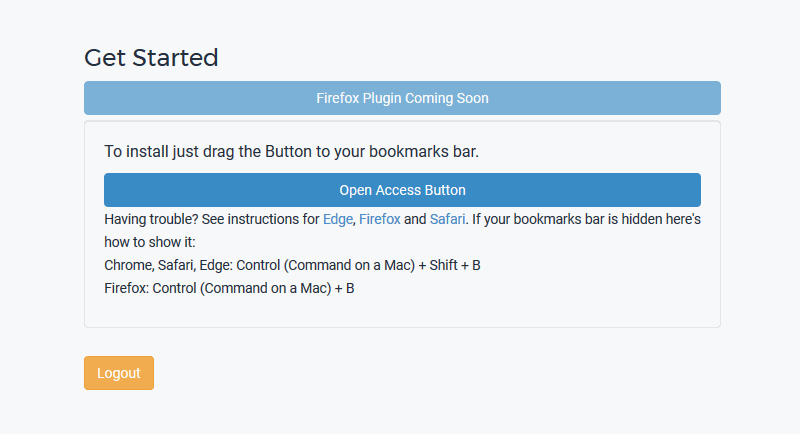 Get Started
Firefox Plugin Coming Soon
To install just drag the Button to your bookmarks bar.
Open Access Button
Having trouble? See instructions for Edge, Firefox and Safari. If your bookmarks bar is hidden here's
how to show it:
Chrome, Safari, Edge: Control (Command on a Mac) + Shift + B
Firefox: Control (Command on a Mac) + B
Logout